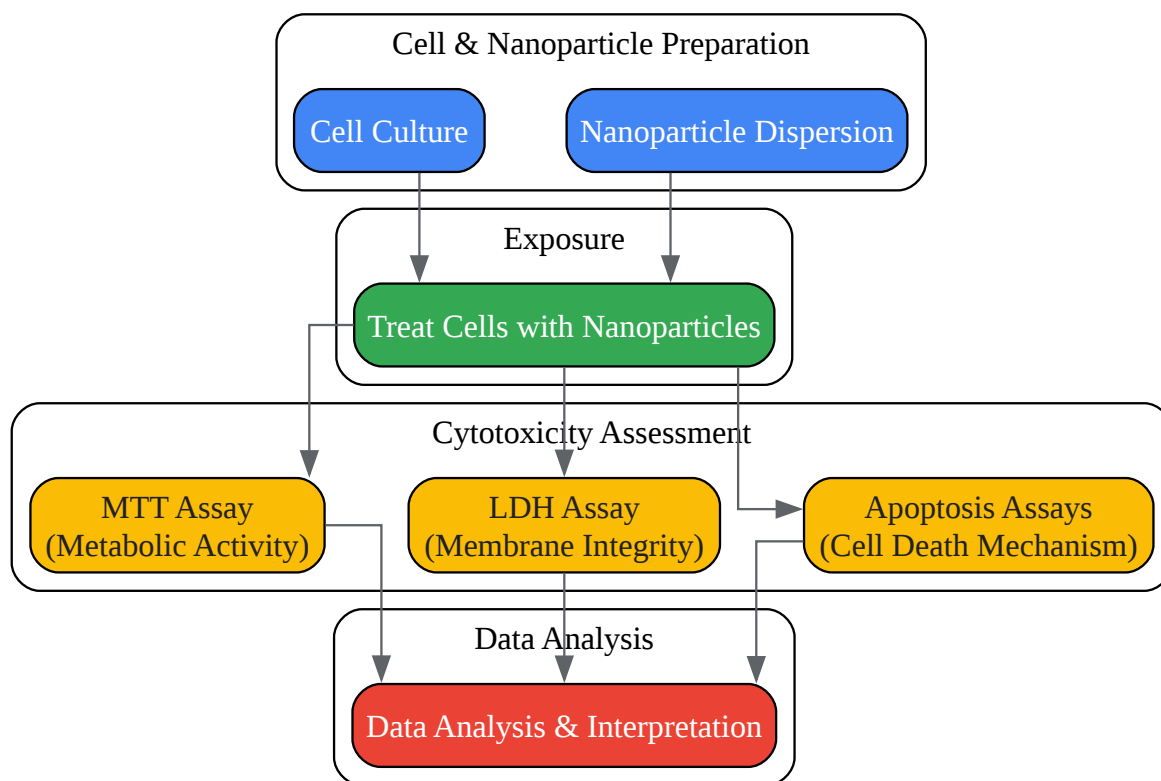 Cell & Nanoparticle Preparation
Cell Culture
Nanoparticle Dispersion
Exposure
Treat Cells with Nanoparticles
Cytotoxicity Assessment
MTT Assay
(Metabolic Activity)
LDH Assay
(Membrane Integrity)
Apoptosis Assays
(Cell Death Mechanism)
Data Analysis
Data Analysis & Interpretation